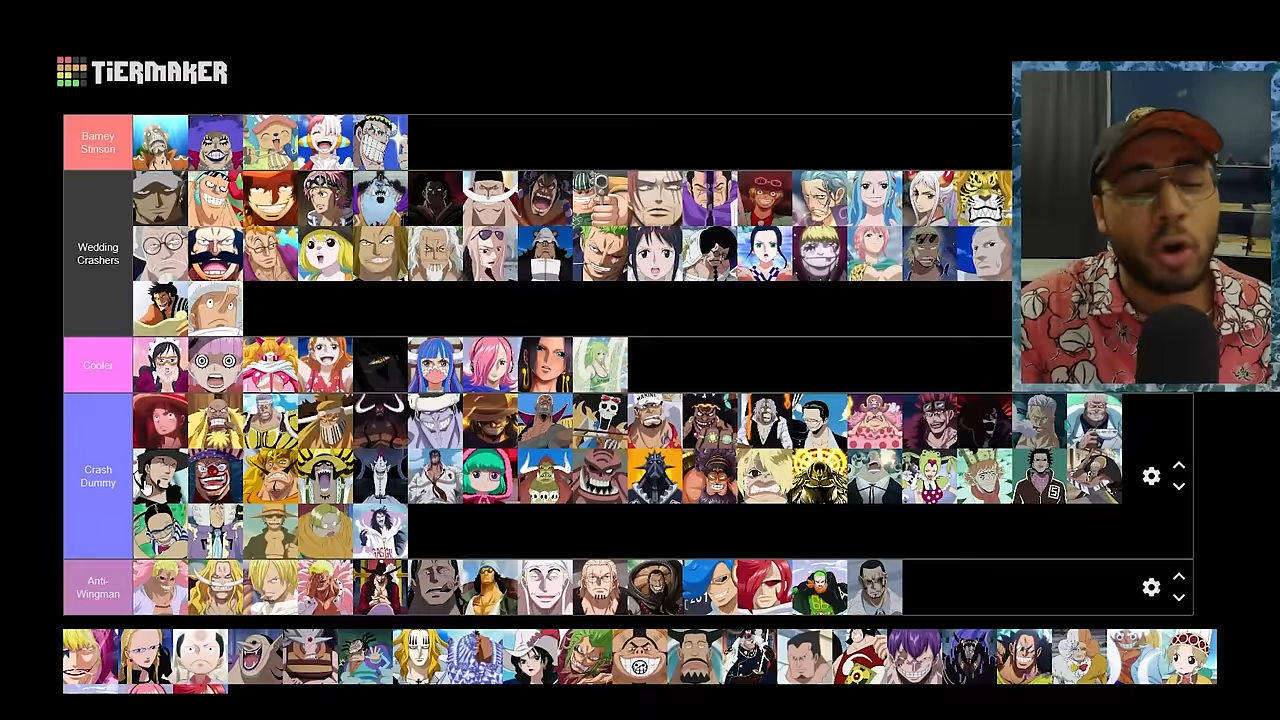 TiERMAKER
Barney
Stinson
Wedding
Crashers
Cooler
Crash
Dummy
Anti-
Wingman